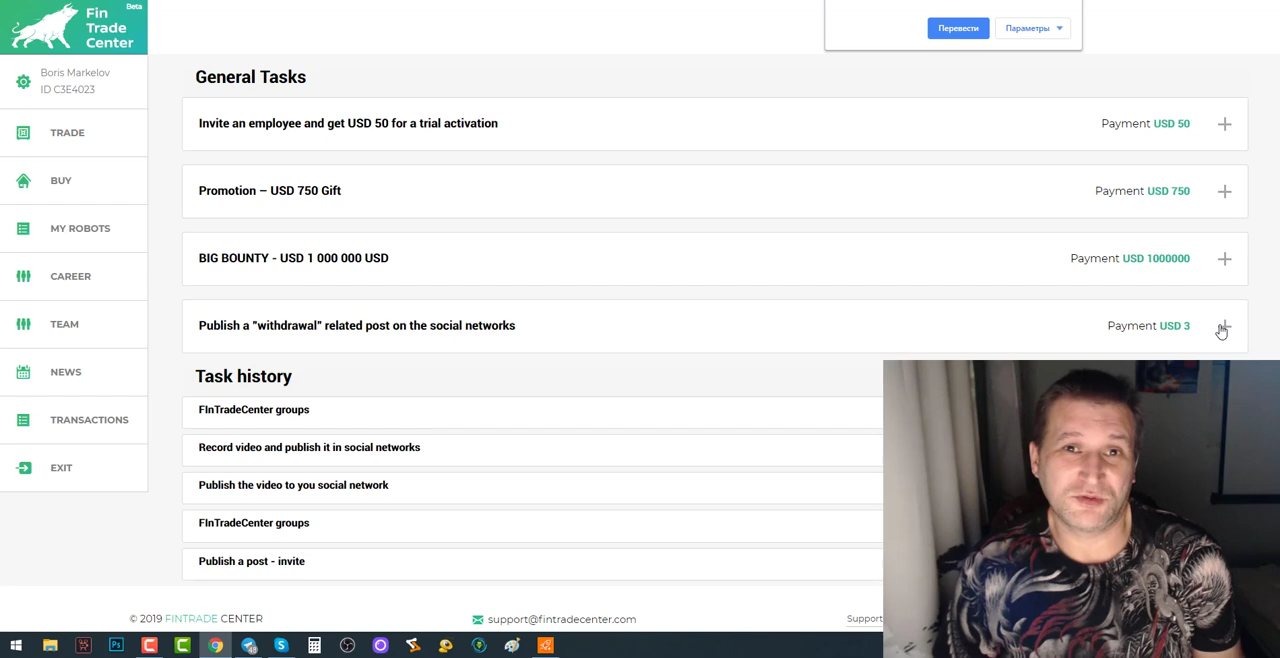 Fin
Trade
Center
Beta
Перевести
Параметры
Boris Markelov
ID C3E4023
TRADE
BUY
MY ROBOTS
CAREER
TEAM
NEWS
TRANSACTIONS
EXIT
General Tasks
Invite an employee and get USD 50 for a trial activation
Payment USD 50
Promotion – USD 750 Gift
Payment USD 750
BIG BOUNTY - USD 1 000 000 USD
Payment USD 1000000
Publish a "withdrawal" related post on the social networks
Payment USD 3
Task history
FInTradeCenter groups
Record video and publish it in social networks
Publish the video to you social network
FInTradeCenter groups
Publish a post - invite
© 2019 FINTRADE CENTER
support@fintradecenter.com
Support
Ps
48